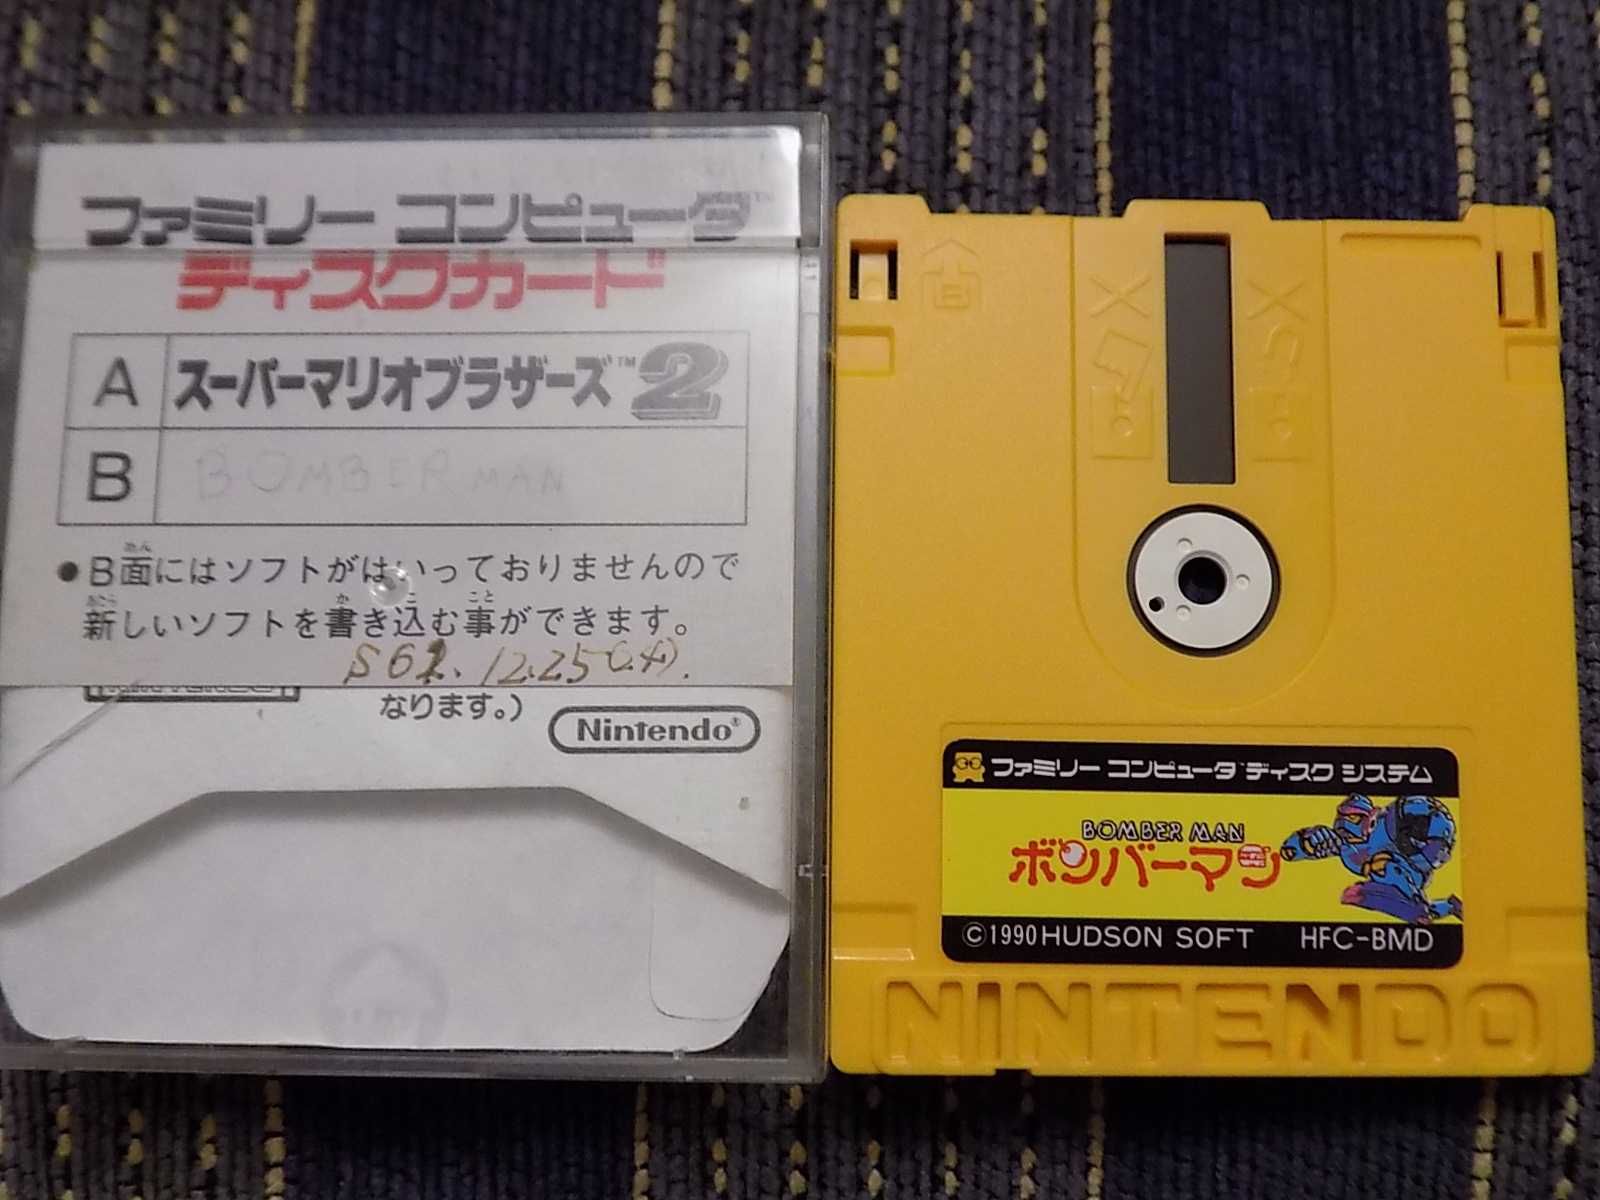 ファミリー コンピュータ™
ディスクカード
A スーパーマリオブラザーズ™2
B BOMBER MAN
●B面にはソフトがはいっておりませんので
新しいソフトを書き込む事ができます。
S62.12.25
なります。)
Nintendo®
ファミリー コンピュータ™ ディスク システム
BOMBER MAN
ボンバーマン
©1990 HUDSON SOFT HFC-BMD
NINTENDO